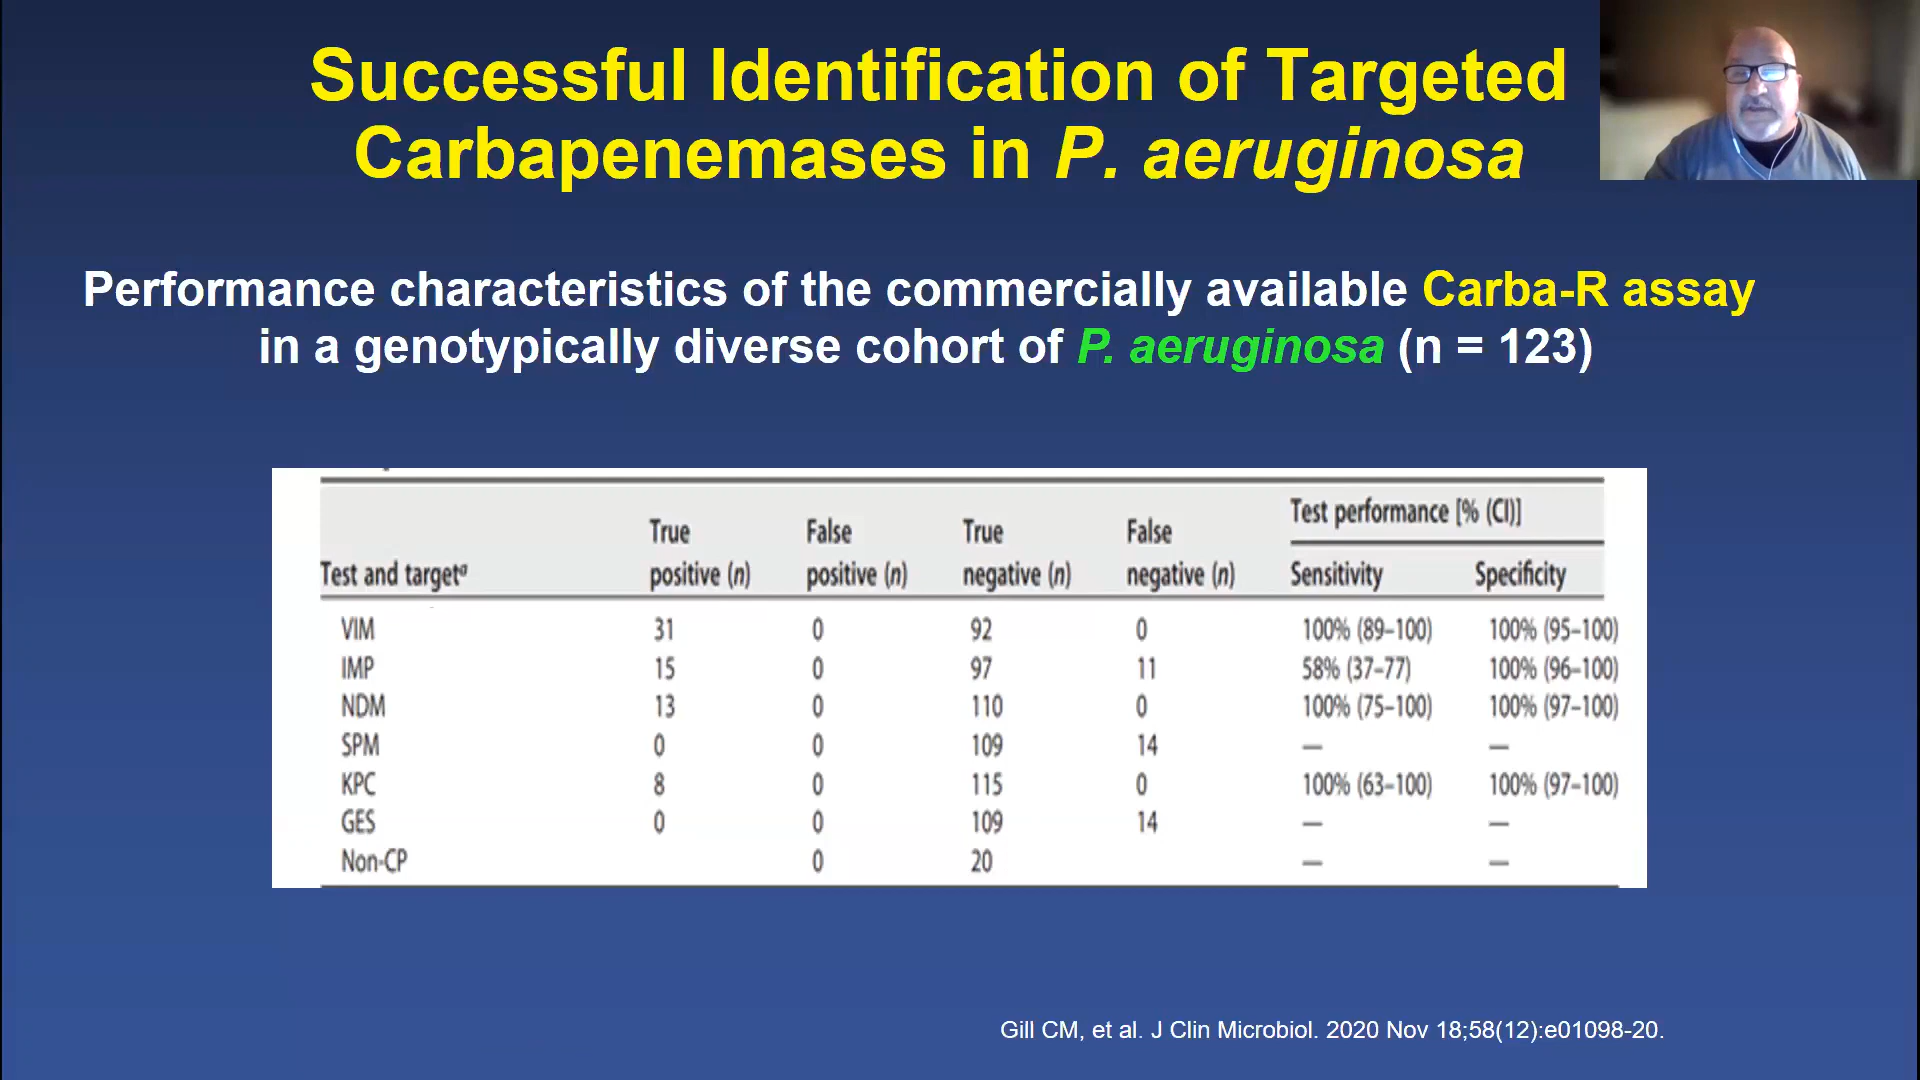 Successful Identification of Targeted
Carbapenemases in P. aeruginosa
Performance characteristics of the commercially available Carba-R assay
in a genotypically diverse cohort of P. aeruginosa (n = 123)
Test performance [% (CI)]
True False True False
Test and targetᵃ positive (n) positive (n) negative (n) negative (n) Sensitivity Specificity
VIM 31 0 92 0 100% (89–100) 100% (95–100)
IMP 15 0 97 11 58% (37–77) 100% (96–100)
NDM 13 0 110 0 100% (75–100) 100% (97–100)
SPM 0 0 109 14 — —
KPC 8 0 115 0 100% (63–100) 100% (97–100)
GES 0 0 109 14 — —
Non-CP 0 20 — —
Gill CM, et al. J Clin Microbiol. 2020 Nov 18;58(12):e01098-20.